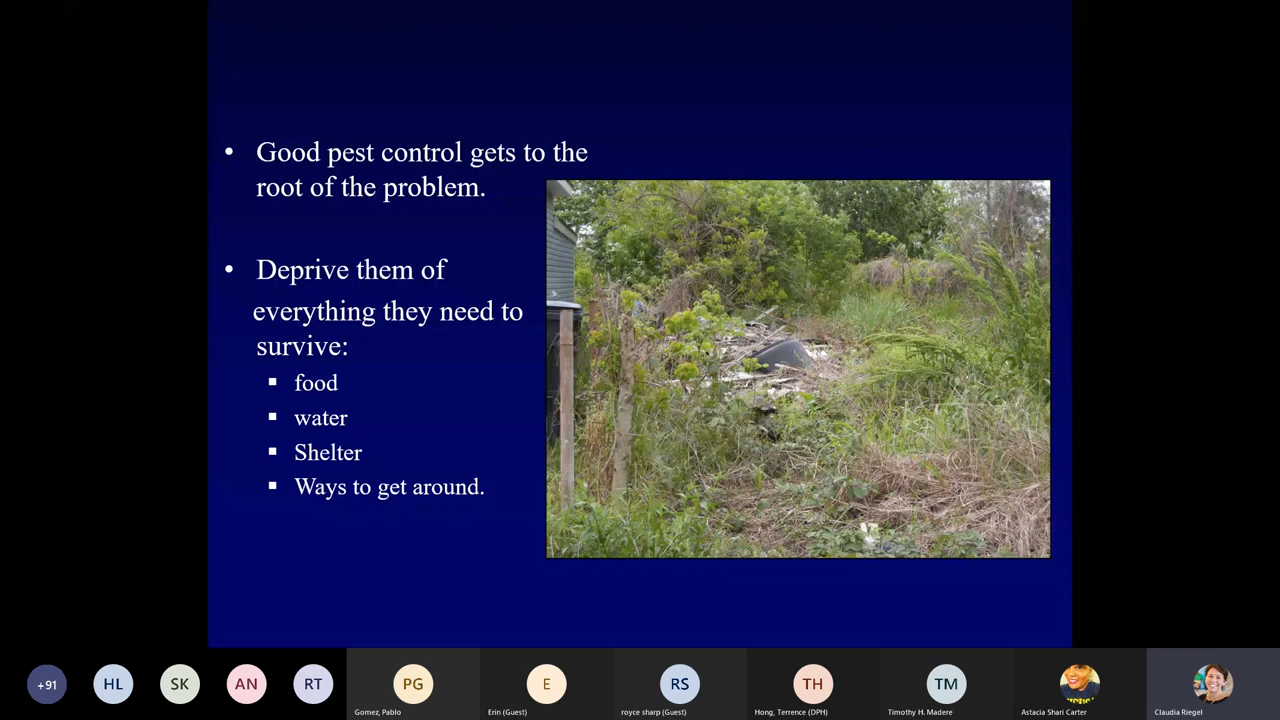 • Good pest control gets to the
root of the problem.
• Deprive them of
everything they need to
survive:
▪ food
▪ water
▪ Shelter
▪ Ways to get around.
+91
HL
SK
AN
RT
PG
E
RS
TH
TM
Gomez, Pablo
Erin (Guest)
royce sharp (Guest)
Hong, Terrence (DPH)
Timothy H. Madere
Astacia Shari Carter
Claudia Riegel